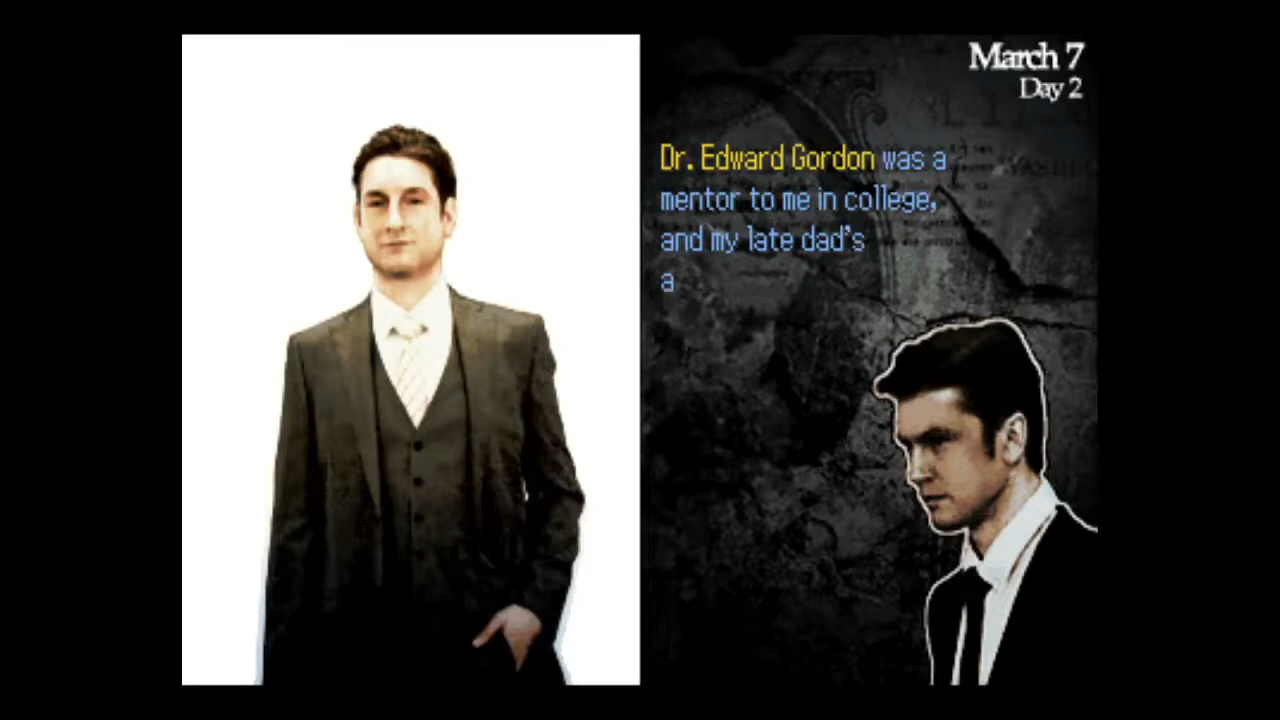 March 7
Day 2
Dr. Edward Gordon was a
mentor to me in college,
and my late dad's
a